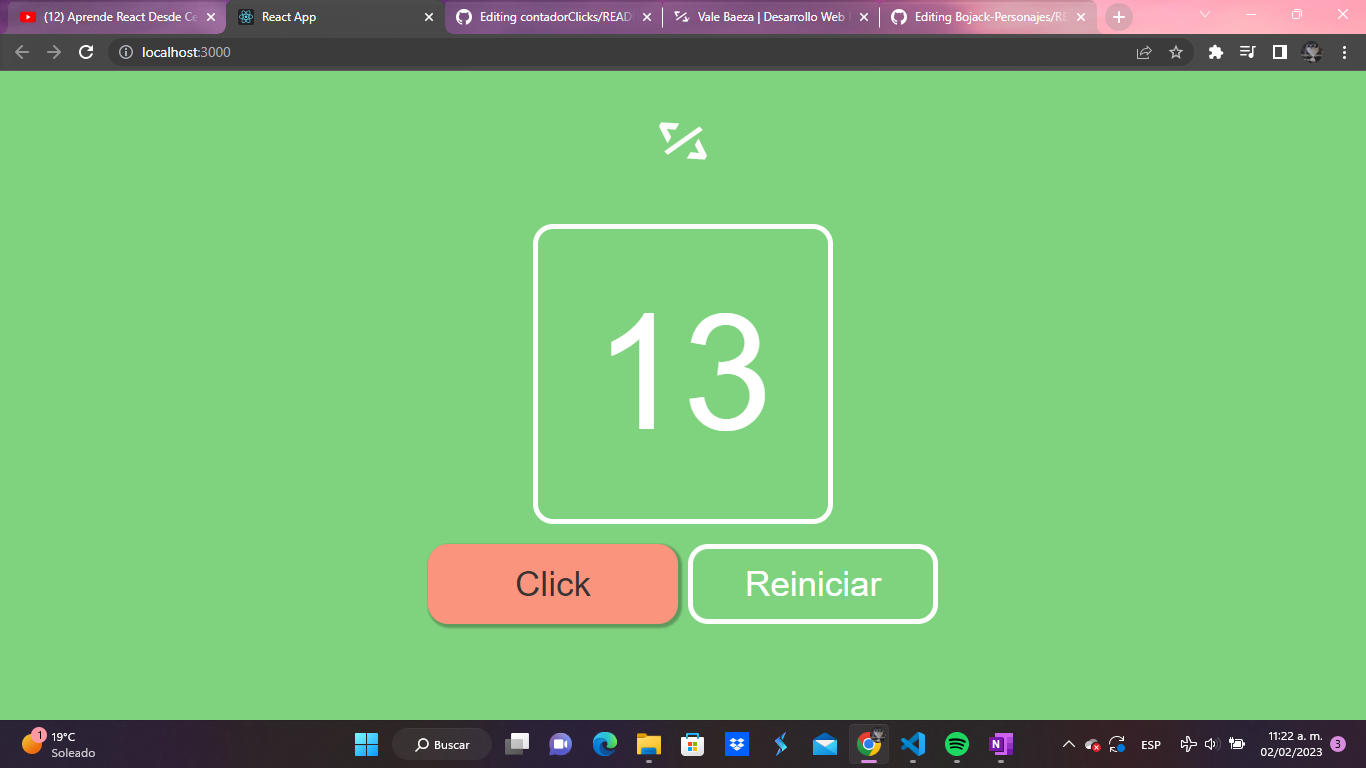 (12) Aprende React Desde Ce
React App
Editing contadorClicks/READ
Vale Baeza | Desarrollo Web
Editing Bojack-Personajes/RE
localhost:3000
13
Click
Reiniciar
1
19°C
Soleado
Buscar
ESP
11:22 a. m.
02/02/2023
3